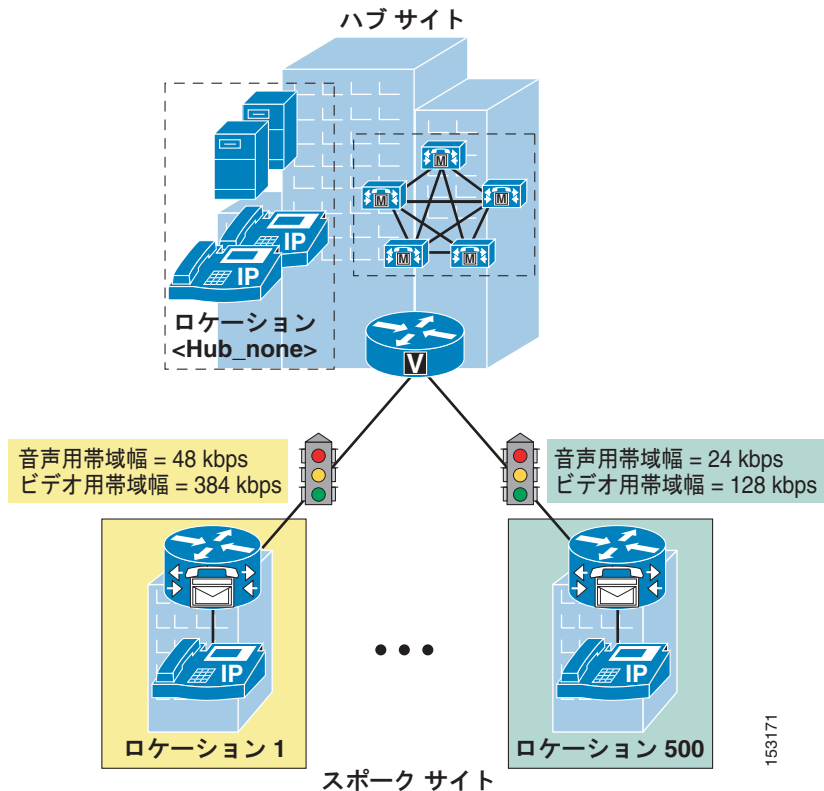 ハブ サイト
M
M
M
M
M
IP
IP
ロケーション
<Hub_none>
V
音声用帯域幅 = 48 kbps
ビデオ用帯域幅 = 384 kbps
音声用帯域幅 = 24 kbps
ビデオ用帯域幅 = 128 kbps
IP
IP
ロケーション 1
ロケーション 500
スポーク サイト
153171